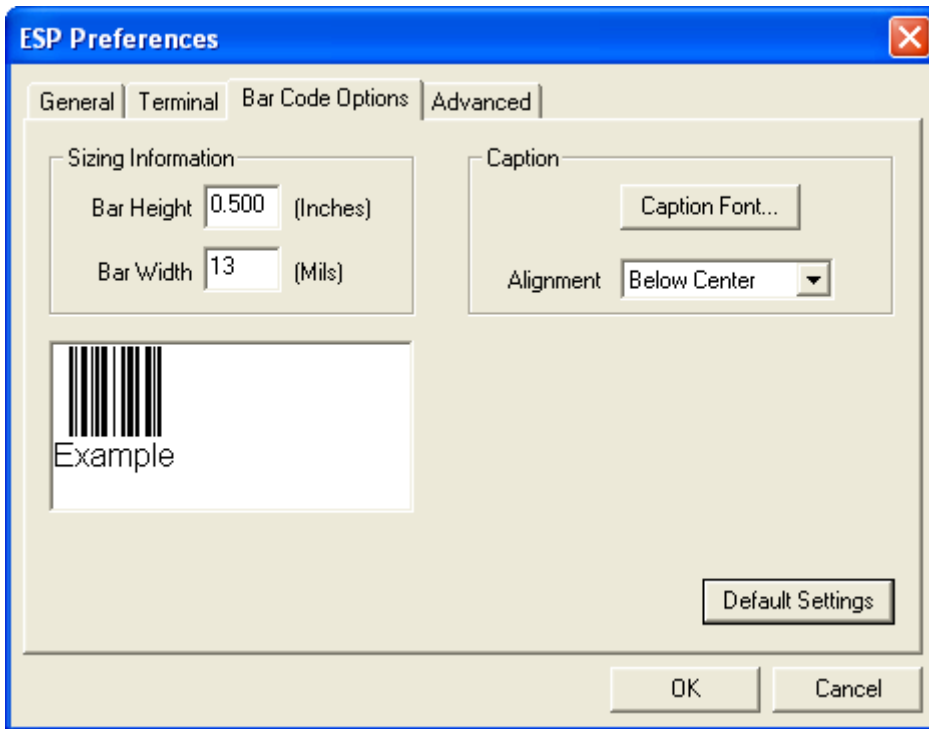 ESP Preferences
General Terminal Bar Code Options Advanced
Sizing Information
Bar Height 0.500 (Inches)
Bar Width 13 (Mils)
Caption
Caption Font...
Alignment Below Center
Example
Default Settings
OK Cancel